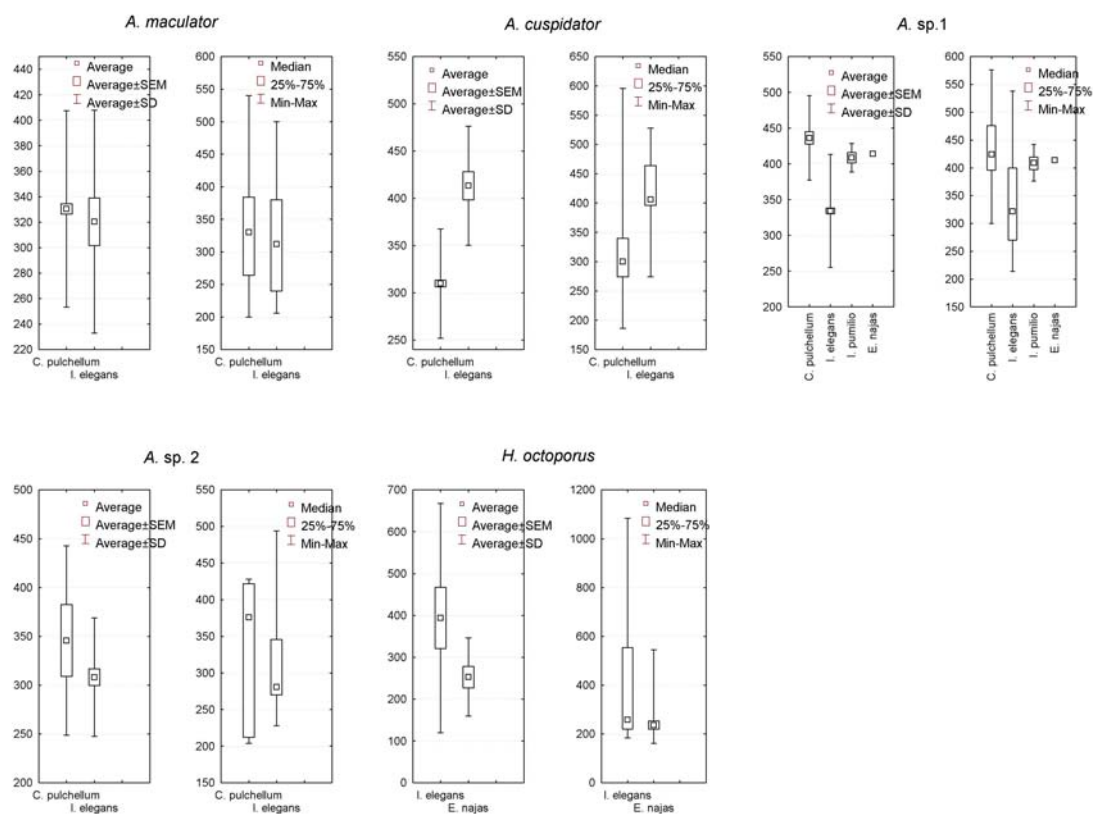 A. maculator
440
420
400
380
360
340
320
300
280
260
240
220
Average
Average±SEM
Average±SD
C. pulchellum
I. elegans
600
550
500
450
400
350
300
250
200
150
Median
25%-75%
Min-Max
C. pulchellum
I. elegans
A. cuspidator
550
500
450
400
350
300
250
Average
Average±SEM
Average±SD
C. pulchellum
I. elegans
650
600
550
500
450
400
350
300
250
200
150
Median
25%-75%
Min-Max
C. pulchellum
I. elegans
A. sp.1
550
500
450
400
350
300
250
200
Average
Average±SEM
Average±SD
C. pulchellum
I. elegans
I. pumilio
E. najas
600
550
500
450
400
350
300
250
200
150
Median
25%-75%
Min-Max
C. pulchellum
I. elegans
I. pumilio
E. najas
A. sp. 2
500
450
400
350
300
250
200
Average
Average±SEM
Average±SD
C. pulchellum
I. elegans
550
500
450
400
350
300
250
200
150
Median
25%-75%
Min-Max
C. pulchellum
I. elegans
H. octoporus
700
600
500
400
300
200
100
0
Average
Average±SEM
Average±SD
I. elegans
E. najas
1200
1000
800
600
400
200
0
Median
25%-75%
Min-Max
I. elegans
E. najas